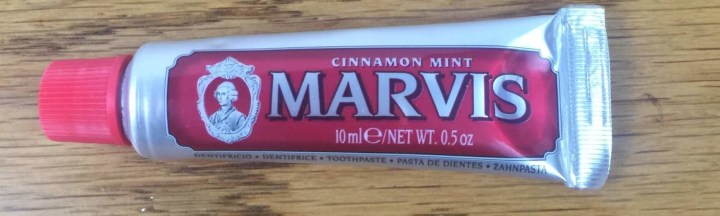 CINNAMON MINT
MARVIS
10 ml e/NET WT. 0.5 oz
DENTIFRICIO • DENTIFRICE • TOOTHPASTE • PASTA DE DIENTES • ZAHNPASTA